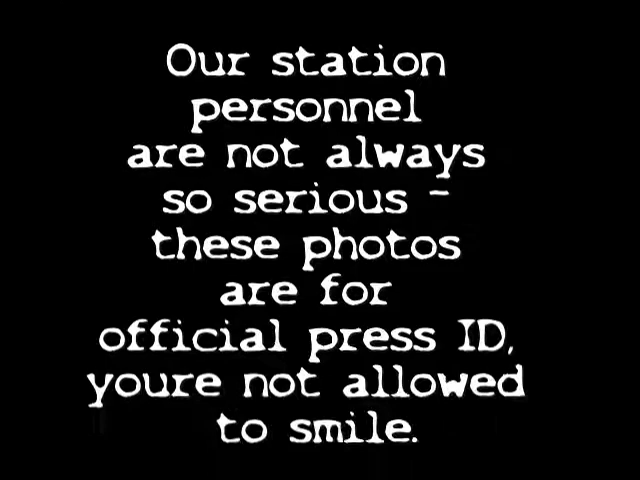 Our station
personnel
are not always
so serious -
these photos
are for
official press ID,
youre not allowed
to smile.